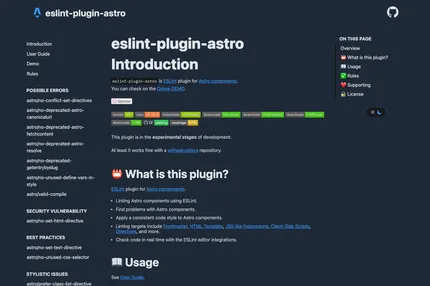 eslint-plugin-astro
Introduction
User Guide
Demo
Rules
POSSIBLE ERRORS
astro/no-conflict-set-directives
astro/no-deprecated-astro-
canonicalurl
astro/no-deprecated-astro-
fetchcontent
astro/no-deprecated-astro-
resolve
astro/no-deprecated-
getentrybyslug
astro/no-unused-define-vars-in-
style
astro/valid-compile
SECURITY VULNERABILITY
astro/no-set-html-directive
BEST PRACTICES
astro/no-set-text-directive
astro/no-unused-css-selector
STYLISTIC ISSUES
astro/prefer-class-list-directive
eslint-plugin-astro
Introduction
eslint-plugin-astro is ESLint plugin for Astro components.
You can check on the Online DEMO.
Sponsor
This plugin is in the experimental stages of development.
At least it works fine with a withastro/docs repository.
📛 What is this plugin?
ESLint plugin for Astro components.
• Linting Astro components using ESLint.
• Find problems with Astro components.
• Apply a consistent code style to Astro components.
• Linting targets include Frontmatter, HTML Template, JSX-like Expressions, Client-Side Scripts,
Directives, and more.
• Check code in real time with the ESLint editor integrations.
📖 Usage
See User Guide.
ON THIS PAGE
Overview
📛 What is this plugin?
📖 Usage
✅ Rules
❤️ Supporting
🔒 License